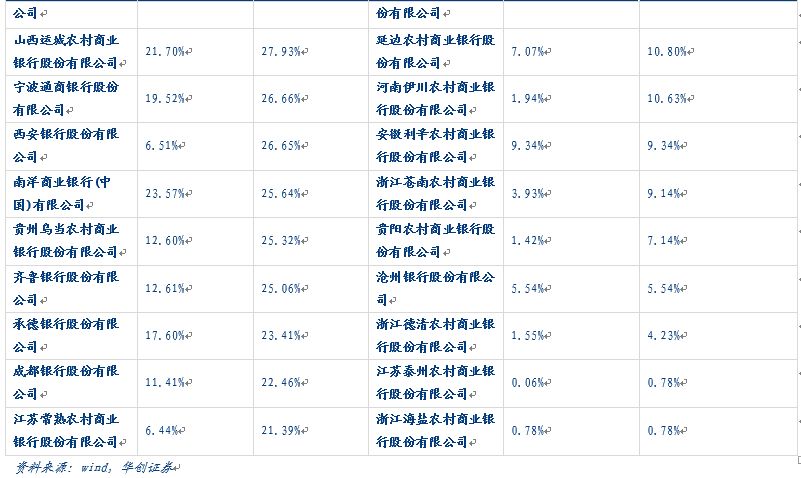 公司
份有限公司
山西运城农村商业
银行股份有限公司
21.70%
27.93%
延边农村商业银行股
份有限公司
7.07%
10.80%
宁波通商银行股份
有限公司
19.52%
26.66%
河南伊川农村商业银
行股份有限公司
1.94%
10.63%
西安银行股份有限
公司
6.51%
26.65%
安徽利辛农村商业银
行股份有限公司
9.34%
9.34%
南洋商业银行(中
国)有限公司
23.57%
25.64%
浙江苍南农村商业银
行股份有限公司
3.93%
9.14%
贵州乌当农村商业
银行股份有限公司
12.60%
25.32%
贵阳农村商业银行股
份有限公司
1.42%
7.14%
齐鲁银行股份有限
公司
12.61%
25.06%
沧州银行股份有限公
司
5.54%
5.54%
承德银行股份有限
公司
17.60%
23.41%
浙江德清农村商业银
行股份有限公司
1.55%
4.23%
成都银行股份有限
公司
11.41%
22.46%
江苏泰州农村商业银
行股份有限公司
0.06%
0.78%
江苏常熟农村商业
银行股份有限公司
6.44%
21.39%
浙江海盐农村商业银
行股份有限公司
0.78%
0.78%
资料来源：wind，华创证券